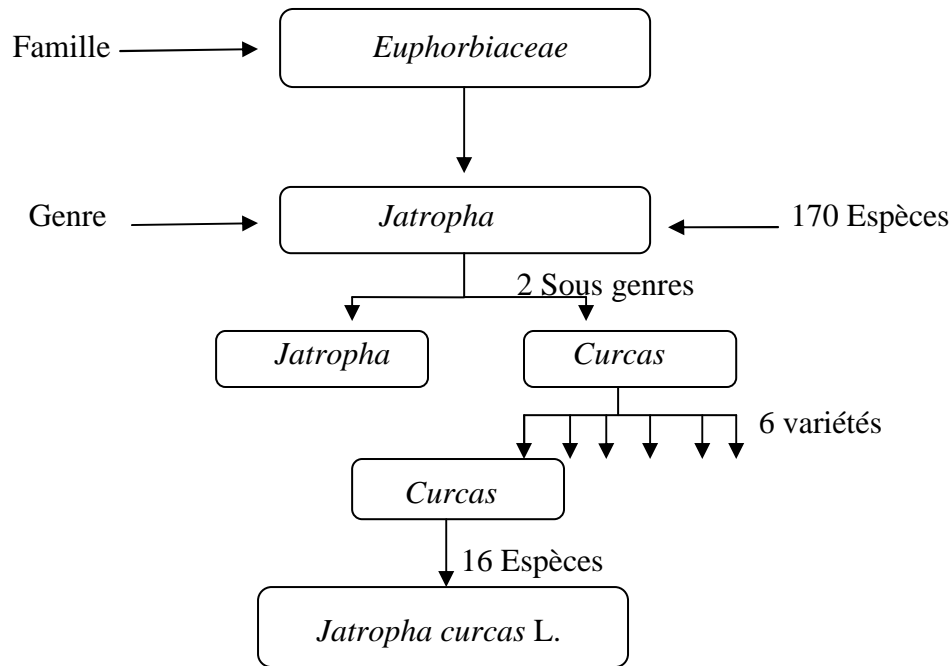 Famille
Euphorbiaceae
Genre
Jatropha
170 Espèces
2 Sous genres
Jatropha
Curcas
6 variétés
Curcas
16 Espèces
Jatropha curcas L.